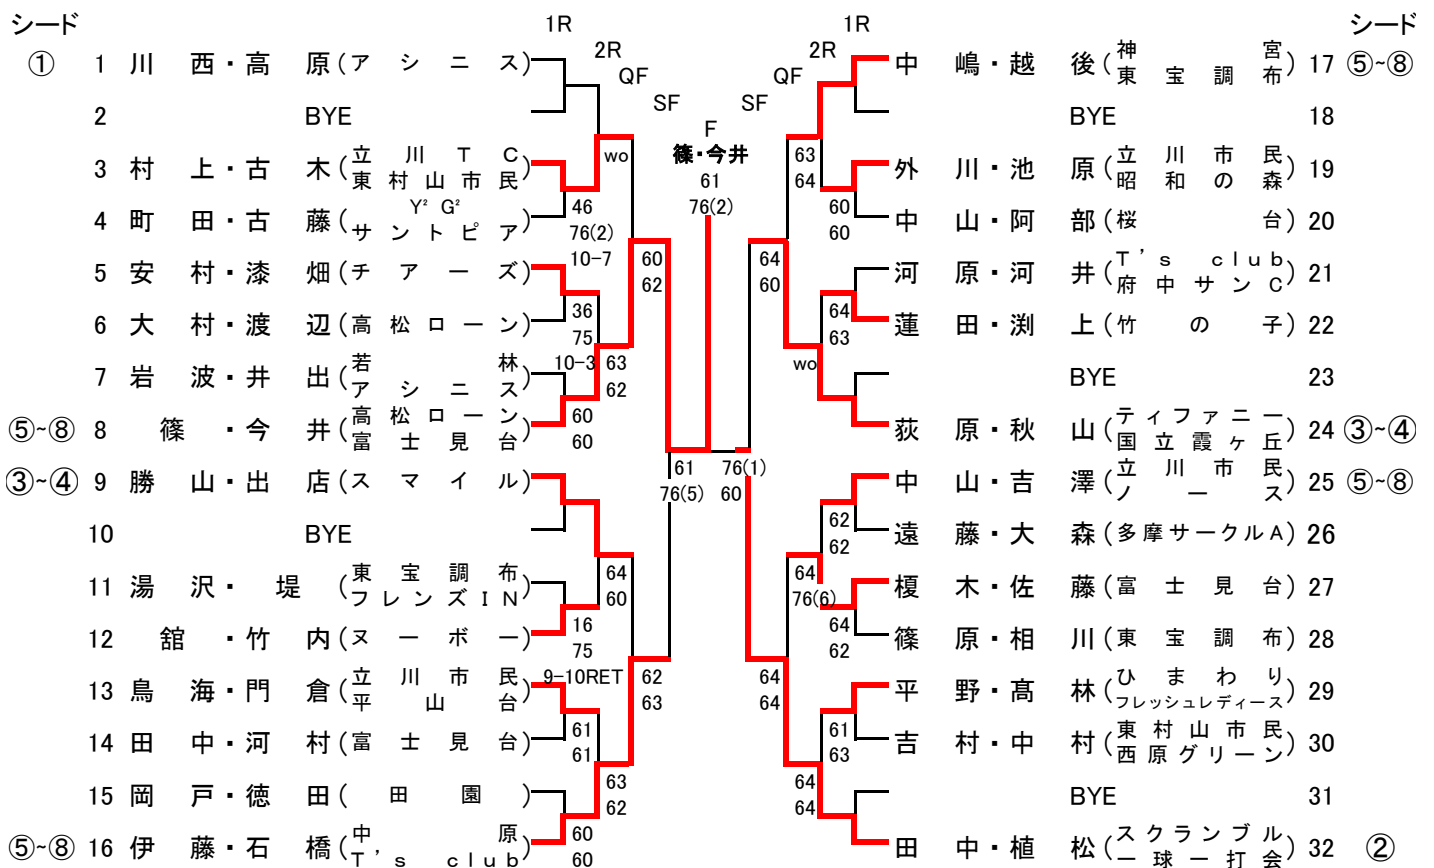 シード 1R 1R シード
① 1 川西・高原(アシニス) 2R 2R 中嶋・越後(神宮 東宝調布) 17 ⑤~⑧
QF QF
2 BYE SF SF BYE 18
F
篠・今井
3 村上・古木(立川TC 東村山市民) wo 61 63 外川・池原(立川市民 昭和の森) 19
76(2) 64
4 町田・古藤(Y² G² サントピア) 46 60 中山・阿部(桜台) 20
76(2) 60
10-7 60 64
5 安村・漆畑(チアーズ) 62 60 河原・河井(T's club 府中サンC) 21
6 大村・渡辺(高松ローン) 36 64 蓮田・渕上(竹の子) 22
75 63
10-3 63 wo
7 岩波・井出(若林 アシニス) 62 BYE 23
⑤~⑧ 8 篠・今井(高松ローン 富士見台) 60 荻原・秋山(ティファニー 国立霞ヶ丘) 24 ③~④
60
61 76(1)
③~④ 9 勝山・出店(スマイル) 76(5) 60 中山・吉澤(立川市民 ノース) 25 ⑤~⑧
10 BYE 62 遠藤・大森(多摩サークルA) 26
62
64 64
11 湯沢・堤(東宝調布 フレンズIN) 60 76(6) 榎木・佐藤(富士見台) 27
12 舘・竹内(ヌーボー) 16 64 篠原・相川(東宝調布) 28
75 62
9-10RET 62 64
13 鳥海・門倉(立川市民 平山台) 63 64 平野・髙林(ひまわり フレッシュレディース) 29
14 田中・河村(富士見台) 61 61 吉村・中村(東村山市民 西原グリーン) 30
61 63
63 64
15 岡戸・徳田(田園) 62 64 BYE 31
⑤~⑧ 16 伊藤・石橋(中原 T's club) 60 田中・植松(スクランブル 一球一打会) 32 ②
60